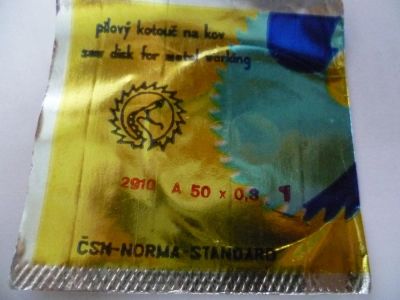 pilový kotouč na kov
saw disk for metal working
2910 A 50 x 0,8 1
ČSN-NORMA-STANDARD